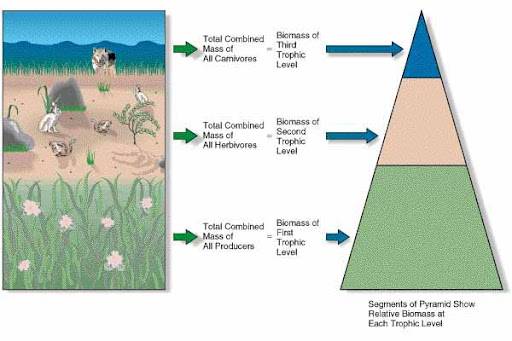 Total Combined
Mass of
All Carnivores
=
Biomass of
Third
Trophic
Level
Total Combined
Mass of
All Herbivores
=
Biomass of
Second
Trophic
Level
Total Combined
Mass of
All Producers
=
Biomass of
First
Trophic
Level
Segments of Pyramid Show
Relative Biomass at
Each Trophic Level